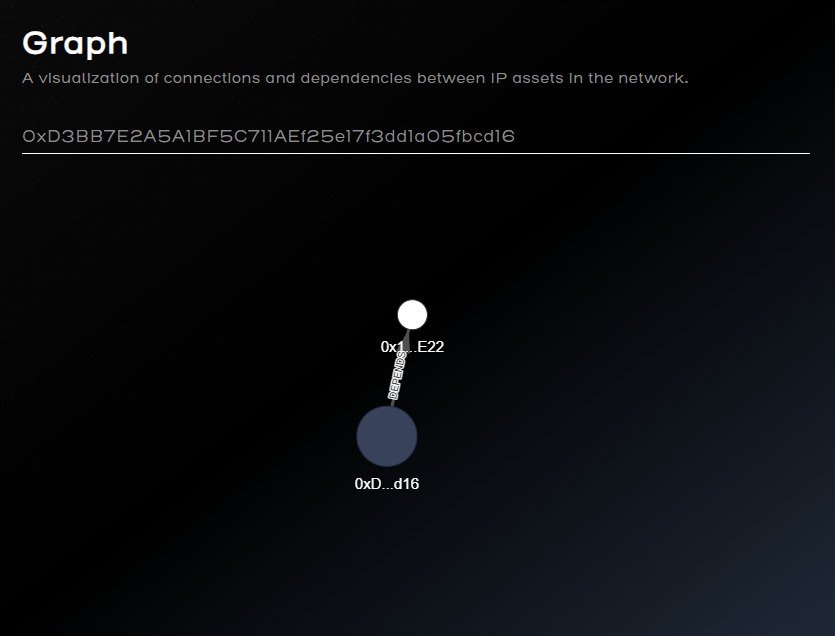 Graph
A visualization of connections and dependencies between IP assets in the network.
0xD3BB7E2A5A1BF5C711AEf25e17f3dd1a05fbcd16
0x1...E22
DEPENDS
0xD...d16